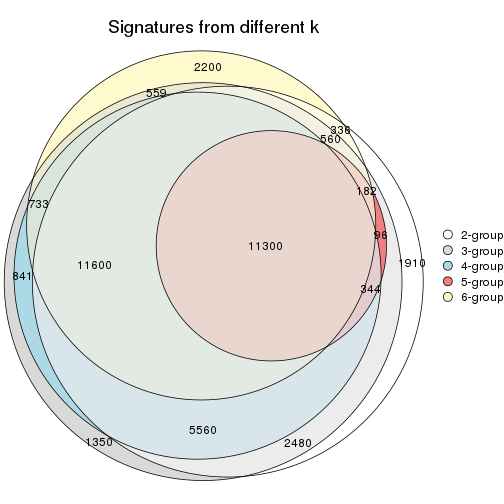 Signatures from different k
2200
559
336
560
182
733
96
11300
1910
11600
841
344
5560
1350
2480
2-group
3-group
4-group
5-group
6-group